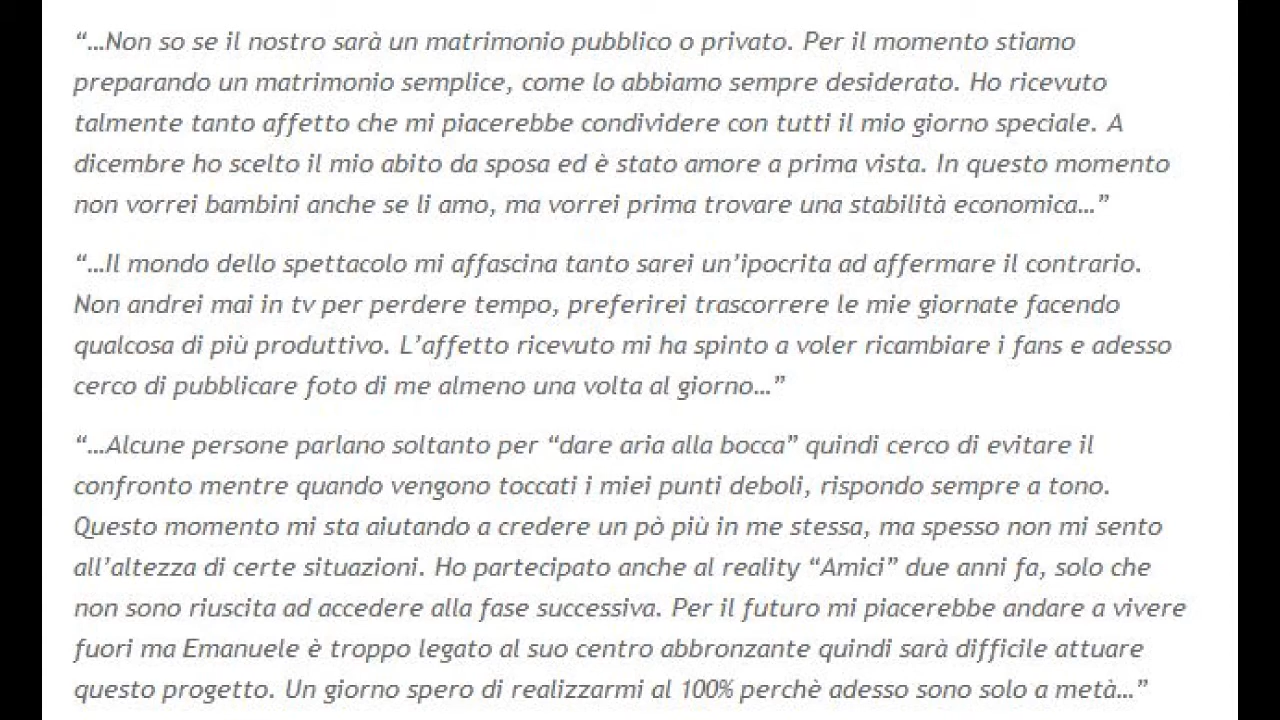 “…Non so se il nostro sarà un matrimonio pubblico o privato. Per il momento stiamo
preparando un matrimonio semplice, come lo abbiamo sempre desiderato. Ho ricevuto
talmente tanto affetto che mi piacerebbe condividere con tutti il mio giorno speciale. A
dicembre ho scelto il mio abito da sposa ed è stato amore a prima vista. In questo momento
non vorrei bambini anche se li amo, ma vorrei prima trovare una stabilità economica…”
“…Il mondo dello spettacolo mi affascina tanto sarei un’ipocrita ad affermare il contrario.
Non andrei mai in tv per perdere tempo, preferirei trascorrere le mie giornate facendo
qualcosa di più produttivo. L’affetto ricevuto mi ha spinto a voler ricambiare i fans e adesso
cerco di pubblicare foto di me almeno una volta al giorno…”
“…Alcune persone parlano soltanto per “dare aria alla bocca” quindi cerco di evitare il
confronto mentre quando vengono toccati i miei punti deboli, rispondo sempre a tono.
Questo momento mi sta aiutando a credere un pò più in me stessa, ma spesso non mi sento
all’altezza di certe situazioni. Ho partecipato anche al reality “Amici” due anni fa, solo che
non sono riuscita ad accedere alla fase successiva. Per il futuro mi piacerebbe andare a vivere
fuori ma Emanuele è troppo legato al suo centro abbronzante quindi sarà difficile attuare
questo progetto. Un giorno spero di realizzarmi al 100% perchè adesso sono solo a metà…”